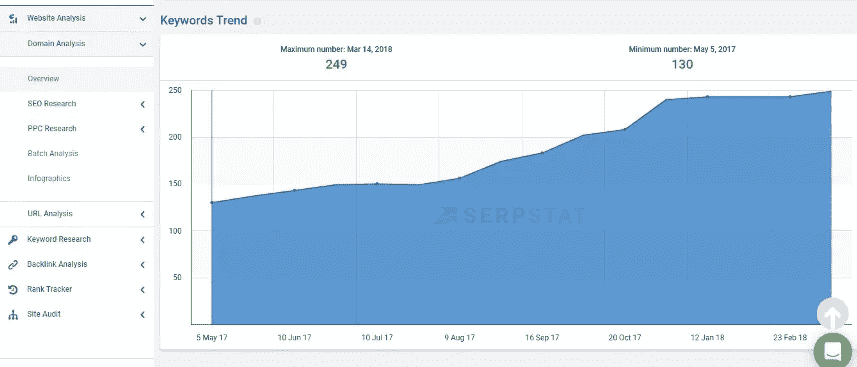 Website Analysis
Domain Analysis
Overview
SEO Research
PPC Research
Batch Analysis
Infographics
URL Analysis
Keyword Research
Backlink Analysis
Rank Tracker
Site Audit
Keywords Trend
Maximum number: Mar 14, 2018
249
Minimum number: May 5, 2017
130
250
200
150
100
50
SERPSTAT
5 May 17
10 Jun 17
10 Jul 17
9 Aug 17
16 Sep 17
20 Oct 17
12 Jan 18
23 Feb 18